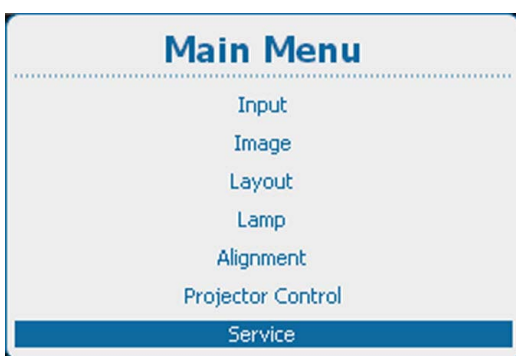 Main Menu
Input
Image
Layout
Lamp
Alignment
Projector Control
Service